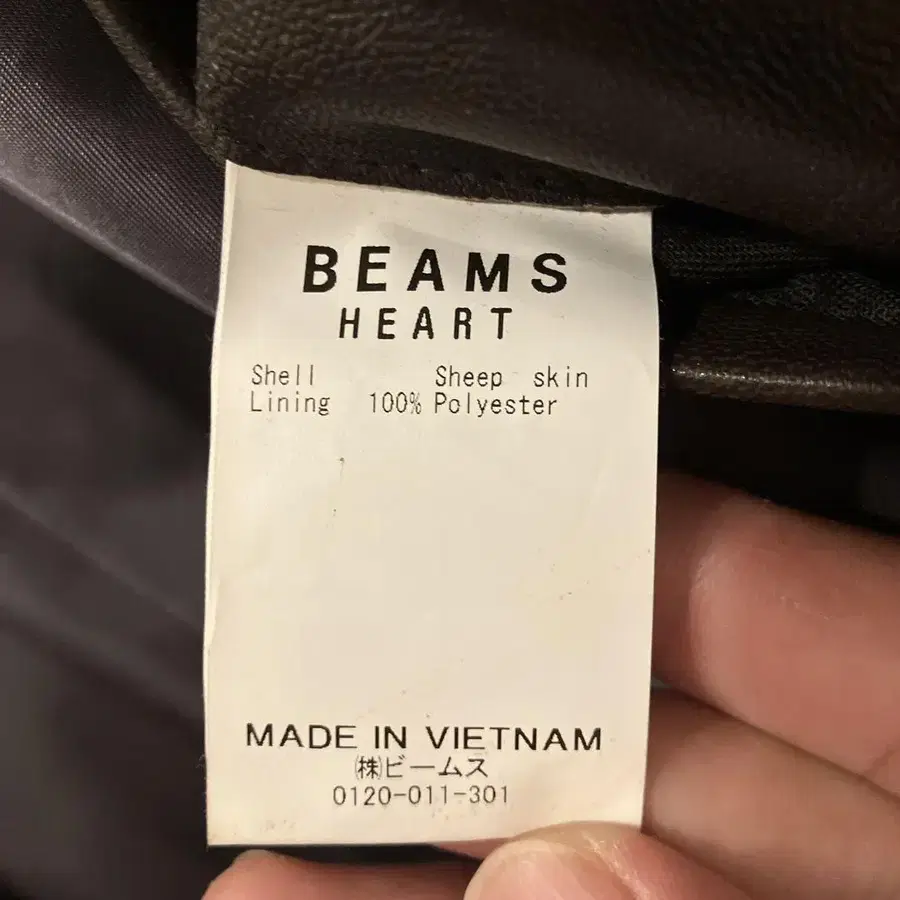 BEAMS
HEART
Shell Sheep skin
Lining 100% Polyester
MADE IN VIETNAM
㈱ビームス
0120-011-301